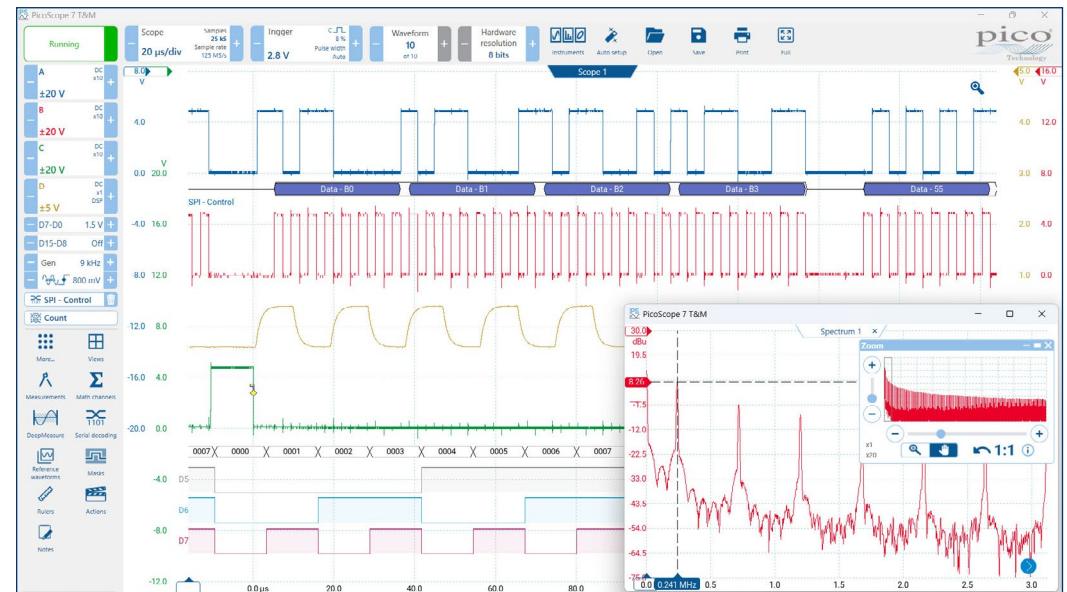 PicoScope 7 T&M
Running
Scope
20 µs/div
Samples
25 kS
Sample rate
125 MS/s
Trigger
2.8 V
8 %
Pulse width
Auto
Waveform
10
of 10
Hardware
resolution
8 bits
Instruments
Auto setup
Open
Save
Print
Full
pico
Technology
A
DC
x10
±20 V
B
DC
x10
±20 V
C
DC
x10
±20 V
D
DC
x1
DSP
±5 V
D7-D0 1.5 V
D15-D8 Off
Gen 9 kHz
800 mV
SPI - Control
Count
More...
Views
Measurements
Math channels
DeepMeasure
Serial decoding
Reference
waveforms
Masks
Rulers
Actions
Notes
Scope 1
8.0
V
5.0 16.0
V V
4.0
4.0 12.0
V
0.0 20.0
3.0 8.0
Data - B0
Data - B1
Data - B2
Data - B3
Data - 55
SPI - Control
-4.0 16.0
2.0 4.0
-8.0 12.0
1.0 0.0
12.0 8.0
-16.0 4.0
-20.0 0.0
0007 0000 0001 0002 0003 0004 0005 0006 0007
-4.0 D5
D6
-8.0 D7
-12.0
0.0 µs
20.0
40.0
60.0
80.0
PicoScope 7 T&M
Spectrum 1 ×
30.0
dBu
19.5
8.26
-1.5
-12.0
-22.5
-33.0
-43.5
-54.0
-64.5
-75.0
0.0
0.241 MHz
0.5
1.0
1.5
2.0
2.5
3.0
Zoom
x1
x20
1:1